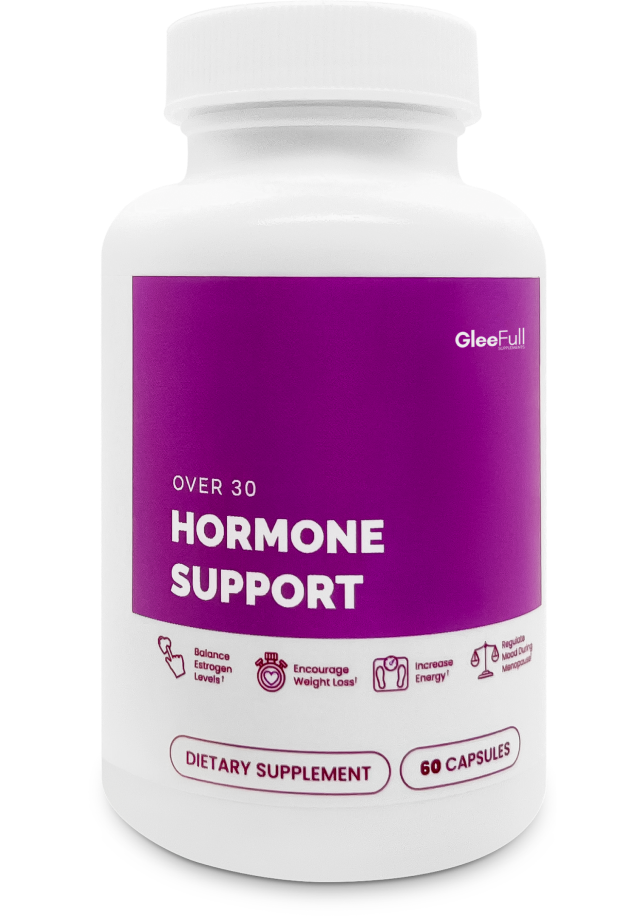 GleeFull
SUPPLEMENTS
OVER 30
HORMONE
SUPPORT
Balance
Estrogen
Levels†
Encourage
Weight Loss†
Increase
Energy†
Regulate
Mood During
Menopause†
DIETARY SUPPLEMENT
60 CAPSULES